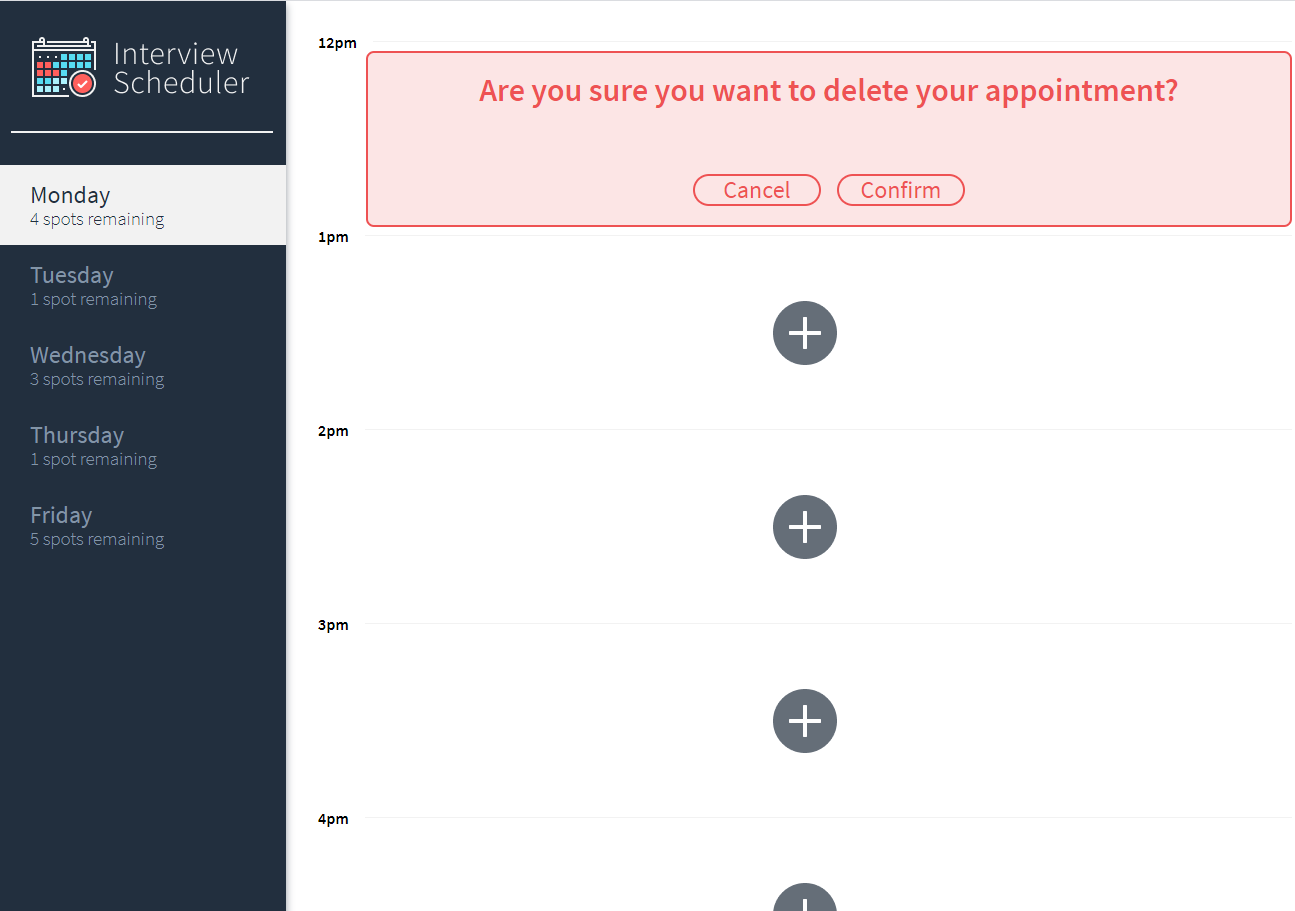 Interview
Scheduler
Monday
4 spots remaining
Tuesday
1 spot remaining
Wednesday
3 spots remaining
Thursday
1 spot remaining
Friday
5 spots remaining
12pm
Are you sure you want to delete your appointment?
Cancel Confirm
1pm
2pm
3pm
4pm